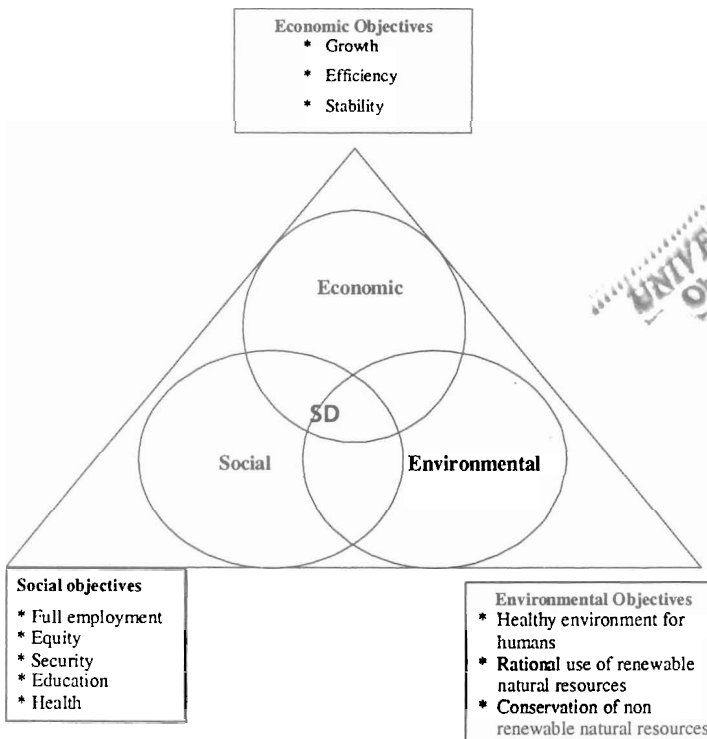 Economic Objectives
* Growth
* Efficiency
* Stability
Economic
SD
Social
Environmental
Social objectives
* Full employment
* Equity
* Security
* Education
* Health
Environmental Objectives
* Healthy environment for
humans
* Rational use of renewable
natural resources
* Conservation of non
renewable natural resources